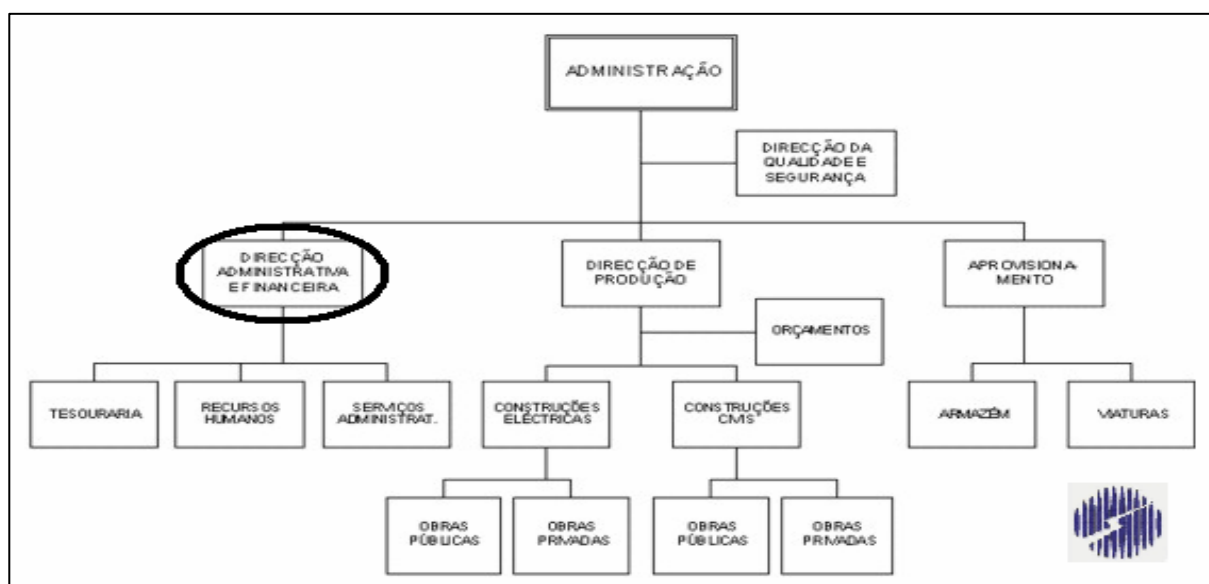 ADMINISTRAÇÃO
DIRECÇÃO DA
QUALIDADE E
SEGURANÇA
DIRECÇÃO
ADMINISTRATIVA
E FINANCEIRA
DIRECÇÃO DE
PRODUÇÃO
APROVISIONA-
MENTO
ORÇAMENTOS
TESOURARIA
RECURSOS
HUMANOS
SERVIÇOS
ADMINISTRAT.
CONSTRUÇÕES
ELÉCTRICAS
CONSTRUÇÕES
CIVIS
ARMAZÉM
VIATURAS
OBRAS
PÚBLICAS
OBRAS
PRIVADAS
OBRAS
PÚBLICAS
OBRAS
PRIVADAS